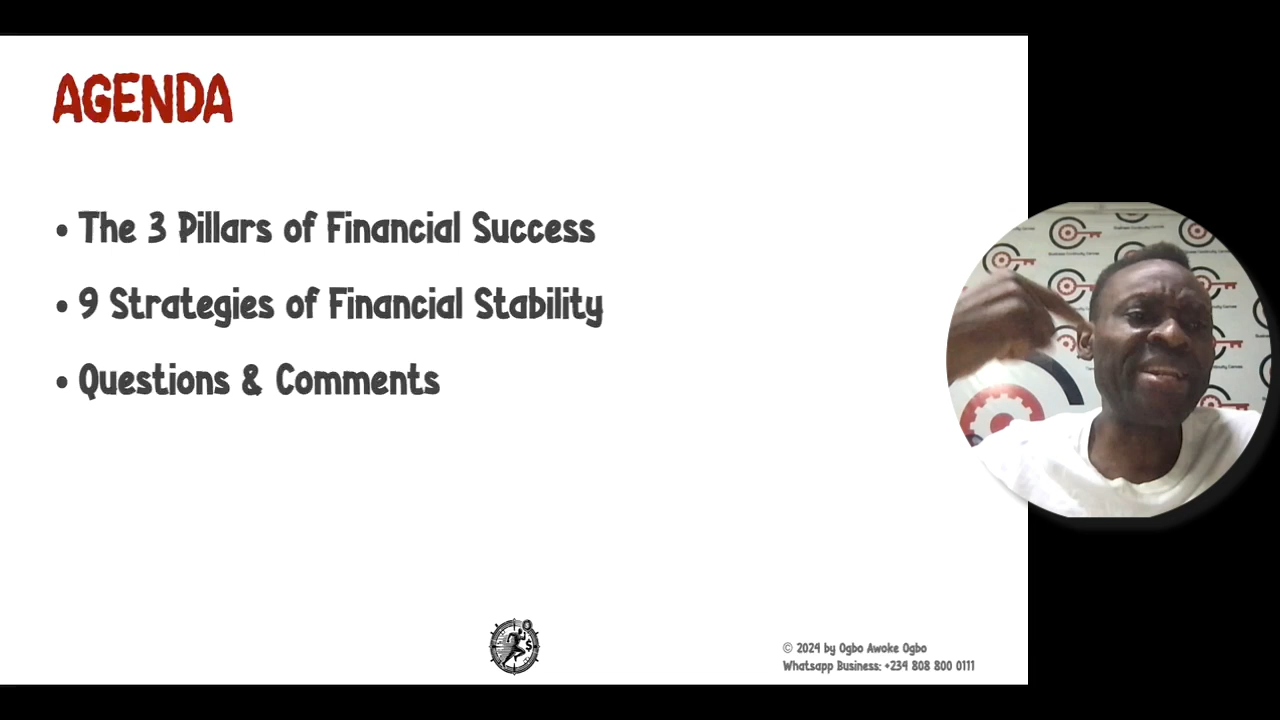 AGENDA
• The 3 Pillars of Financial Success
• 9 Strategies of Financial Stability
• Questions & Comments
© 2024 by Ogbo Awoke Ogbo
Whatsapp Business: +234 808 800 0111